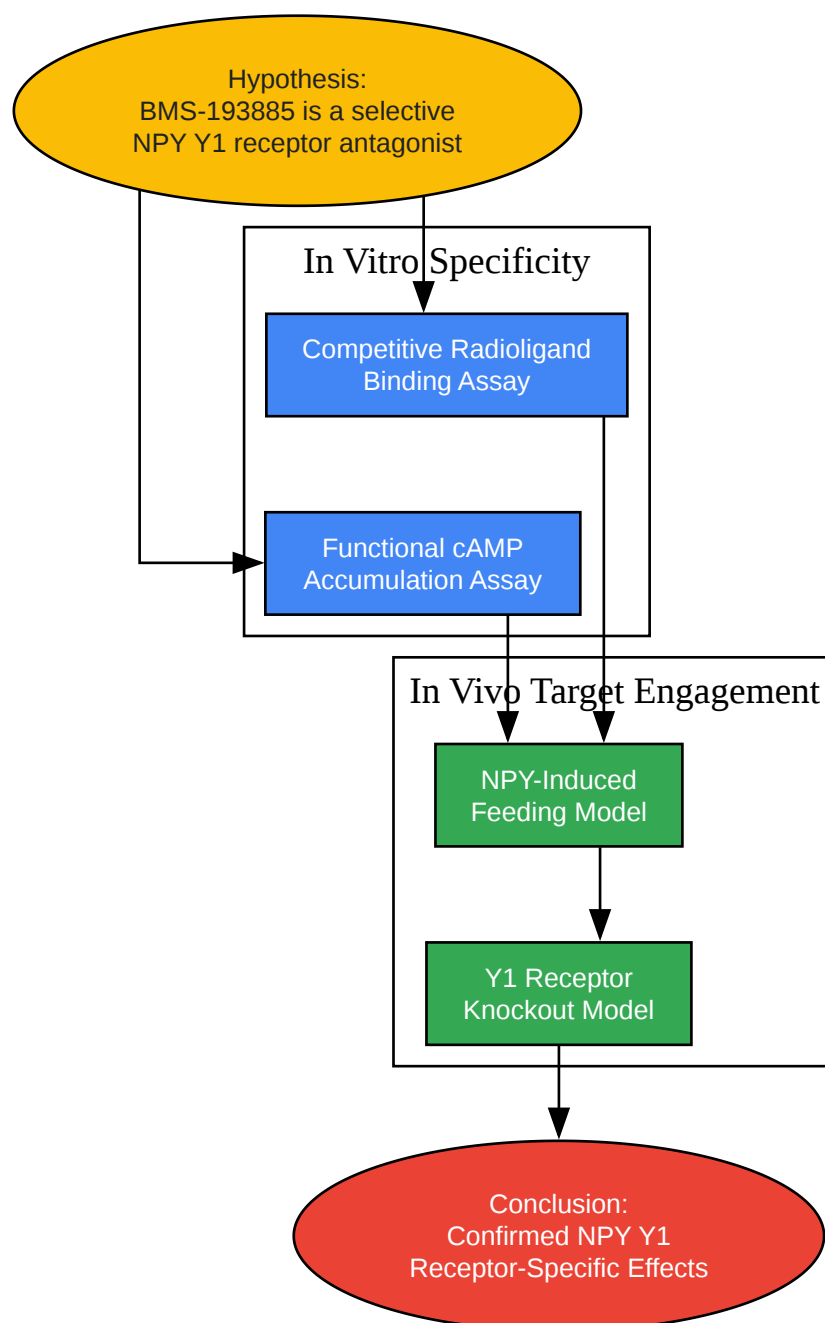 Hypothesis:
BMS-193885 is a selective
NPY Y1 receptor antagonist
In Vitro Specificity
Competitive Radioligand
Binding Assay
Functional cAMP
Accumulation Assay
In Vivo Target Engagement
NPY-Induced
Feeding Model
Y1 Receptor
Knockout Model
Conclusion:
Confirmed NPY Y1
Receptor-Specific Effects